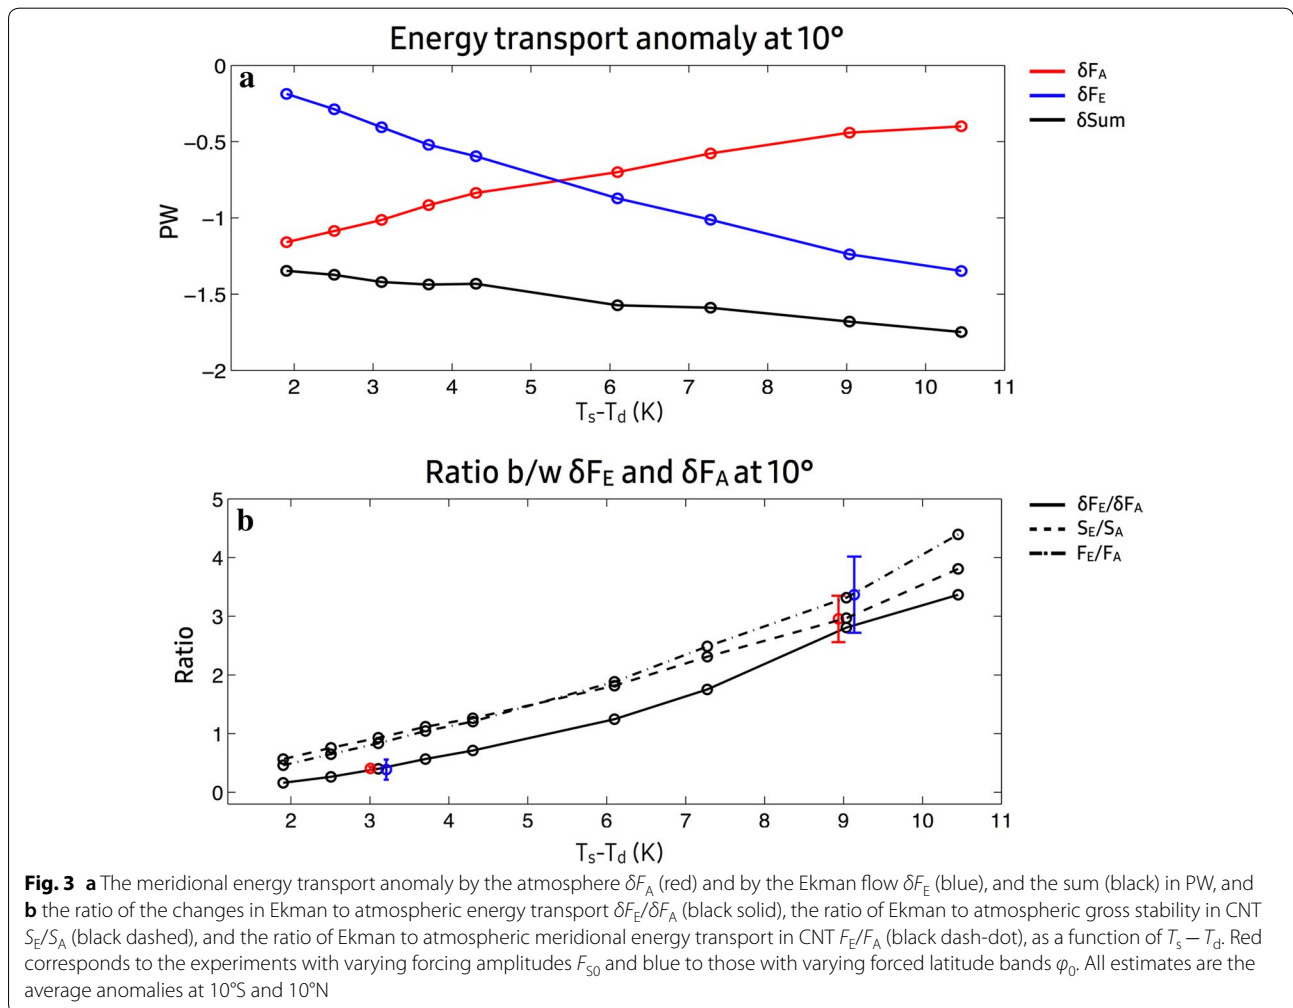 Energy transport anomaly at 10°
a
0
−0.5
−1
−1.5
−2
PW
2 3 4 5 6 7 8 9 10 11
Ts-Td (K)
δFA
δFE
δSum
Ratio b/w δFE and δFA at 10°
b
5
4
3
2
1
0
Ratio
2 3 4 5 6 7 8 9 10 11
Ts-Td (K)
δFE/δFA
SE/SA
FE/FA
Fig. 3 a The meridional energy transport anomaly by the atmosphere δFA (red) and by the Ekman flow δFE (blue), and the sum (black) in PW, and
b the ratio of the changes in Ekman to atmospheric energy transport δFE/δFA (black solid), the ratio of Ekman to atmospheric gross stability in CNT
SE/SA (black dashed), and the ratio of Ekman to atmospheric meridional energy transport in CNT FE/FA (black dash-dot), as a function of Ts − Td. Red
corresponds to the experiments with varying forcing amplitudes FS0 and blue to those with varying forced latitude bands φ0. All estimates are the
average anomalies at 10°S and 10°N